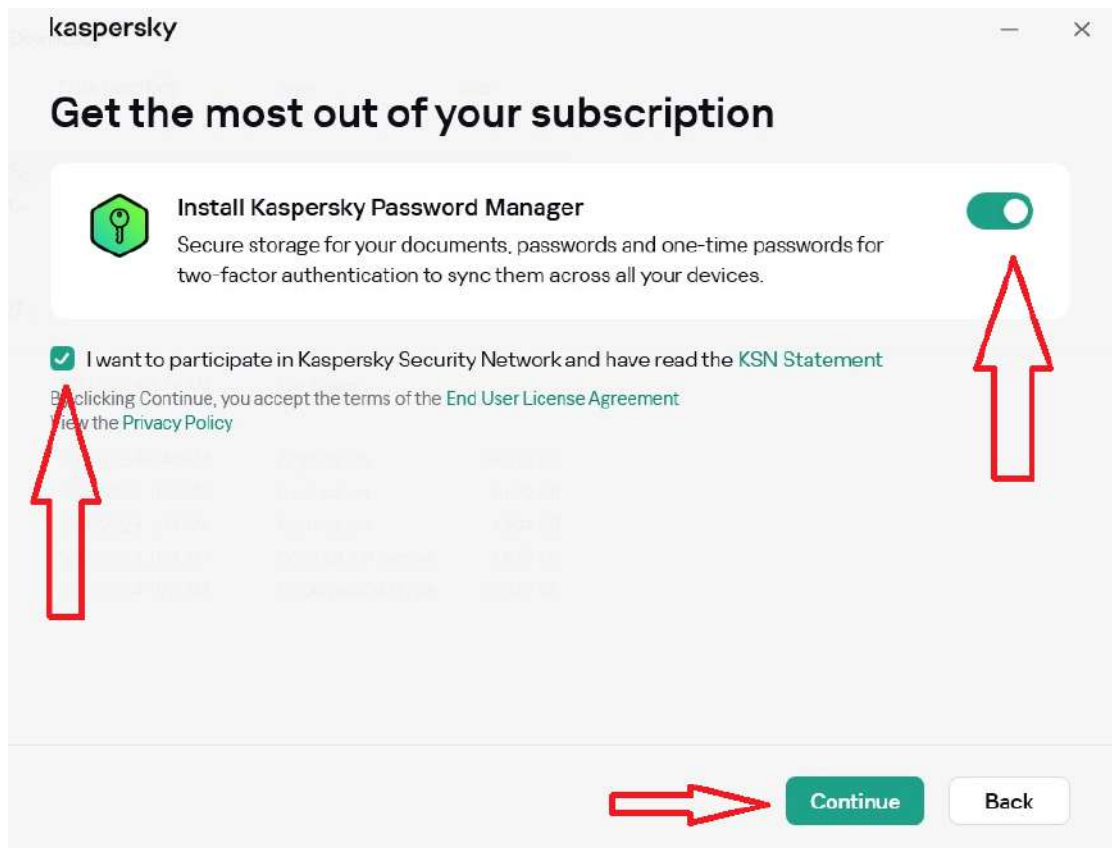 kaspersky
Get the most out of your subscription
Install Kaspersky Password Manager
Secure storage for your documents, passwords and one-time passwords for
two-factor authentication to sync them across all your devices.
I want to participate in Kaspersky Security Network and have read the KSN Statement
By clicking Continue, you accept the terms of the End User License Agreement
View the Privacy Policy
Continue
Back